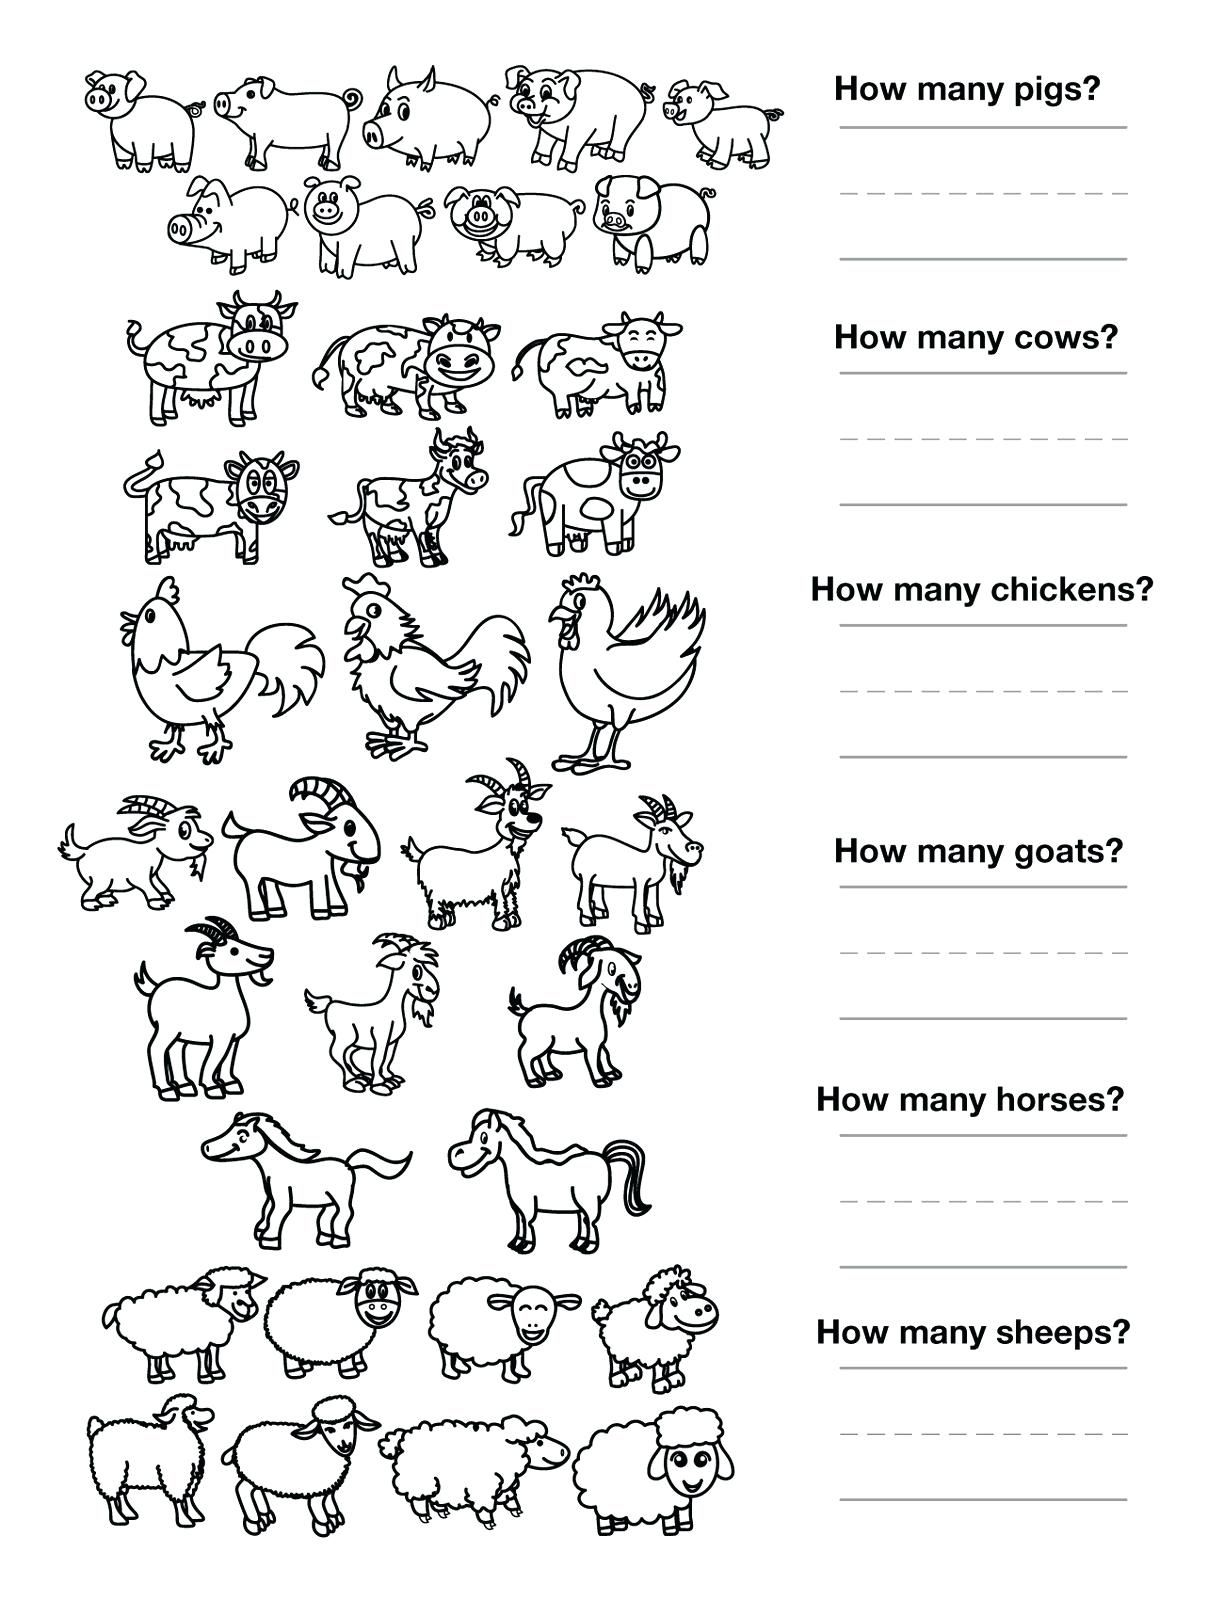 How many pigs?
How many cows?
How many chickens?
How many goats?
How many horses?
How many sheeps?